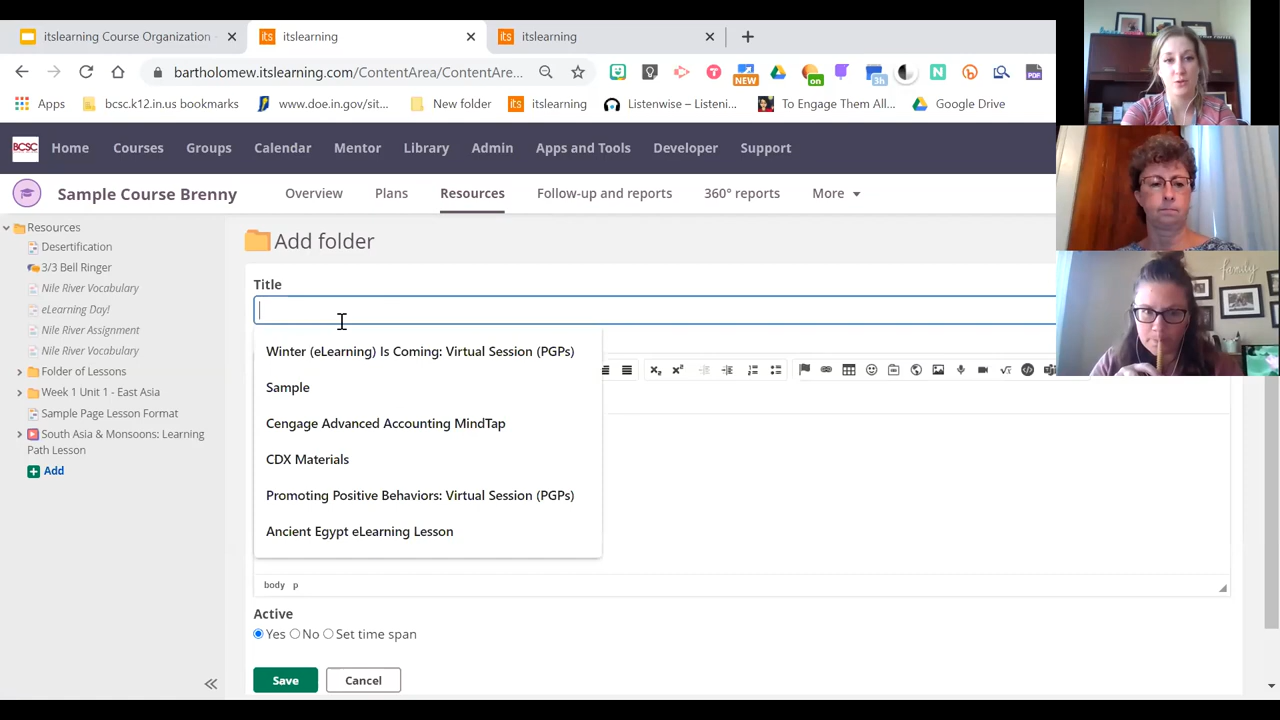 itslearning Course Organization
itslearning
itslearning
bartholomew.itslearning.com/ContentArea/ContentAre...
NEW
on
3h
N
PDF
Apps
bcsc.k12.in.us bookmarks
www.doe.in.gov/sit...
New folder
its
itslearning
Listenwise – Listeni...
To Engage Them All...
Google Drive
BCSC
Home
Courses
Groups
Calendar
Mentor
Library
Admin
Apps and Tools
Developer
Support
Sample Course Brenny
Overview
Plans
Resources
Follow-up and reports
360° reports
More
Resources
Desertification
3/3 Bell Ringer
Nile River Vocabulary
eLearning Day!
Nile River Assignment
Nile River Vocabulary
Folder of Lessons
Week 1 Unit 1 - East Asia
Sample Page Lesson Format
South Asia & Monsoons: Learning
Path Lesson
Add
Add folder
Title
Winter (eLearning) Is Coming: Virtual Session (PGPs)
Sample
Cengage Advanced Accounting MindTap
CDX Materials
Promoting Positive Behaviors: Virtual Session (PGPs)
Ancient Egypt eLearning Lesson
body p
Active
Yes No Set time span
Save
Cancel
family